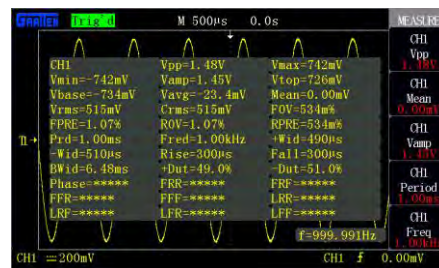 Trig'd M 500μs 0.0s MEASURE
CH1 Vpp=1.48V Vmax=742mV
Vmin=-742mV Vamp=1.45V Vtop=726mV
Vbase=-734mV Vavg=-23.4mV Mean=0.00mV
Vrms=515mV Crms=515mV FOV=534m%
FPRE=1.07% ROV=1.07% RPRE=534m%
Prd=1.00ms Fred=1.00kHz +Wid=490μs
-Wid=510μs Rise=300μs Fall=300μs
BWid=6.48ms +Dut=49.0% -Dut=51.0%
Phase=***** FRR=***** FRF=*****
FFR=***** FFF=***** LRR=*****
LRF=***** LFR=***** LFF=*****
f=999.991Hz
CH1
Vpp
1.48V
CH1
Mean
0.00mV
CH1
Vamp
1.43V
CH1
Period
1.00ms
CH1
Freq
1.00kH
CH1 200mV CH1 0.00mV